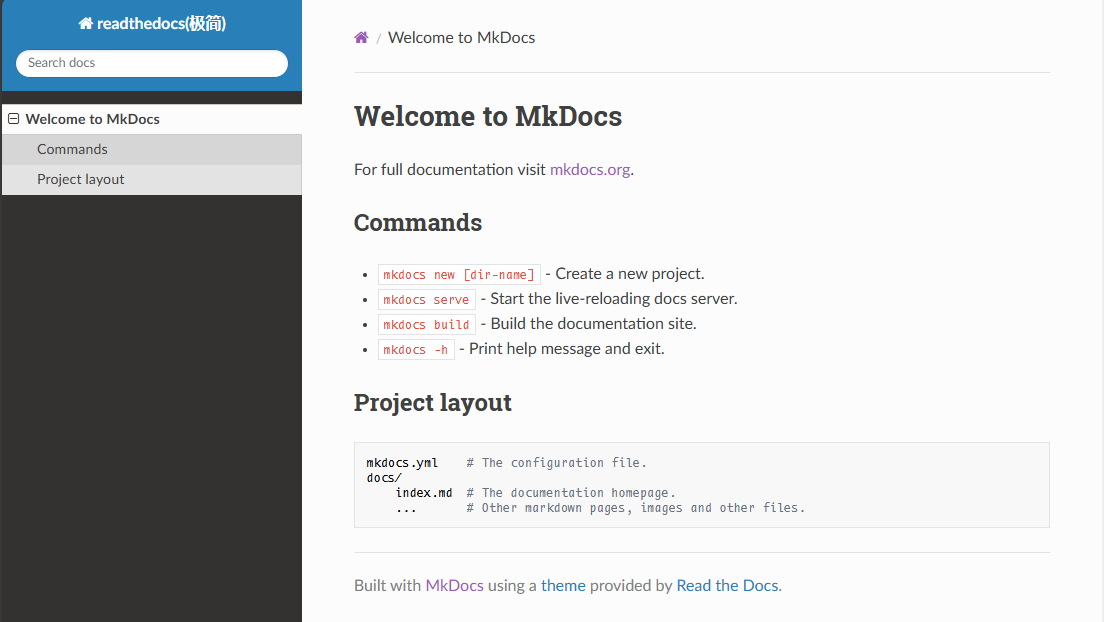 readthedocs(极简)
Search docs
Welcome to MkDocs
Commands
Project layout
/ Welcome to MkDocs
Welcome to MkDocs
For full documentation visit mkdocs.org.
Commands
• mkdocs new [dir-name] - Create a new project.
• mkdocs serve - Start the live-reloading docs server.
• mkdocs build - Build the documentation site.
• mkdocs -h - Print help message and exit.
Project layout
mkdocs.yml    # The configuration file.
docs/
    index.md  # The documentation homepage.
    ...       # Other markdown pages, images and other files.
Built with MkDocs using a theme provided by Read the Docs.